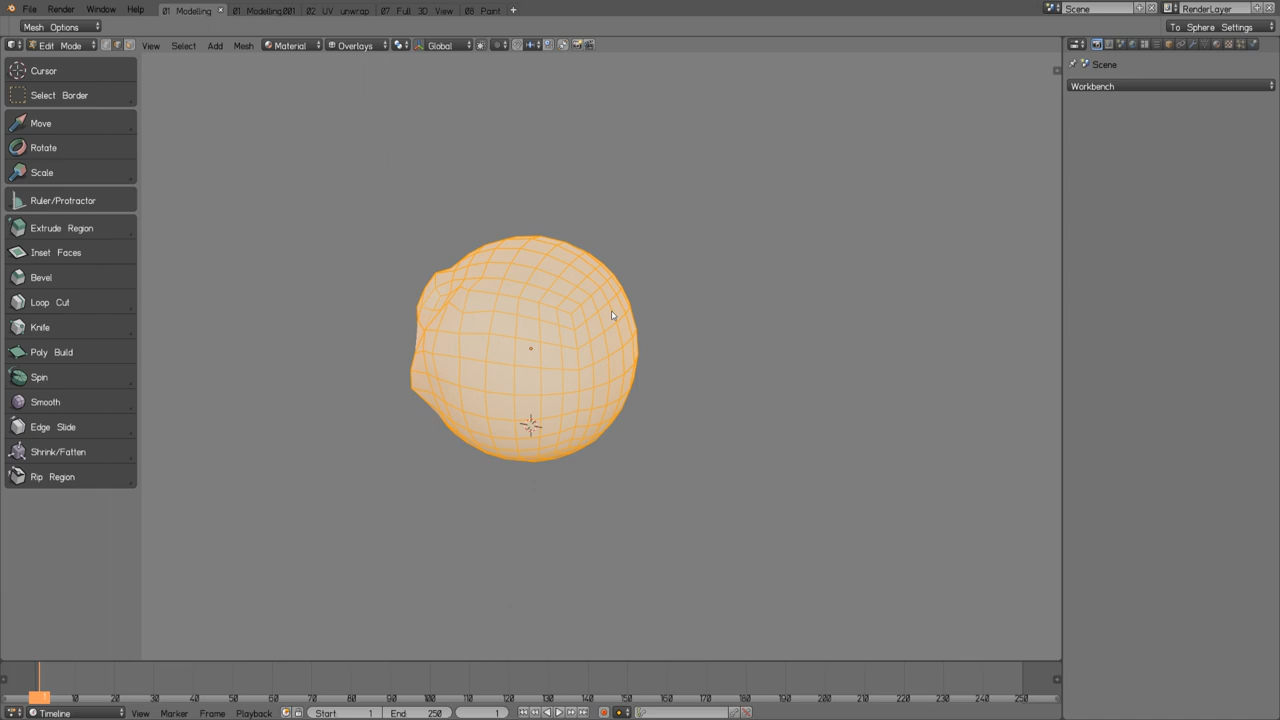 File Render Window Help 01 Modelling 01 Modelling.001 02 UV unwrap 07 Full 3D View 08 Paint Scene RenderLayer
Mesh Options To Sphere Settings
Edit Mode View Select Add Mesh Material Overlays Global
Cursor
Scene
Workbench
Select Border
Move
Rotate
Scale
Ruler/Protractor
Extrude Region
Inset Faces
Bevel
Loop Cut
Knife
Poly Build
Spin
Smooth
Edge Slide
Shrink/Fatten
Rip Region
1 10 20 30 40 50 60 70 80 90 100 110 120 130 140 150 160 170 180 190 200 210 220 230 240 250
Timeline View Marker Frame Playback Start 1 End 250 1